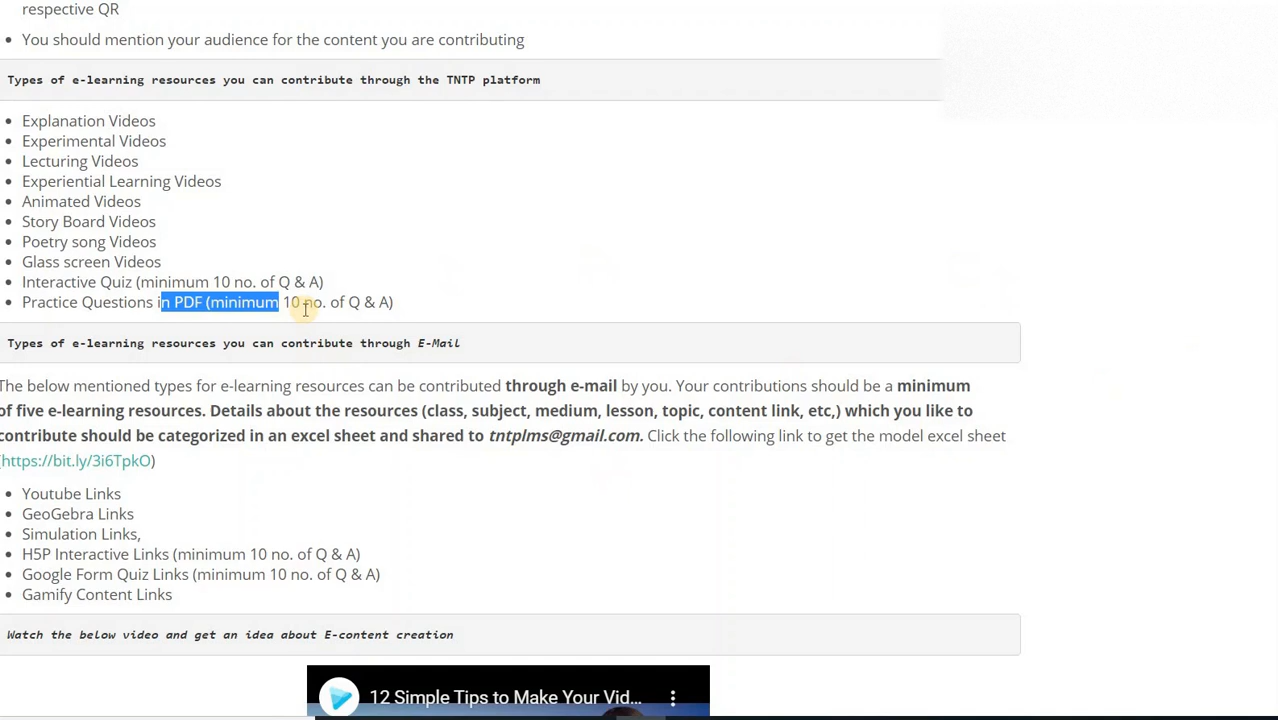 respective QR
You should mention your audience for the content you are contributing
Types of e-learning resources you can contribute through the TNTP platform
Explanation Videos
Experimental Videos
Lecturing Videos
Experiential Learning Videos
Animated Videos
Story Board Videos
Poetry song Videos
Glass screen Videos
Interactive Quiz (minimum 10 no. of Q & A)
Practice Questions in PDF (minimum 10 no. of Q & A)
Types of e-learning resources you can contribute through E-Mail
The below mentioned types for e-learning resources can be contributed through e-mail by you. Your contributions should be a minimum
of five e-learning resources. Details about the resources (class, subject, medium, lesson, topic, content link, etc,) which you like to
contribute should be categorized in an excel sheet and shared to tntplms@gmail.com. Click the following link to get the model excel sheet
(https://bit.ly/3i6TpkO)
Youtube Links
GeoGebra Links
Simulation Links,
H5P Interactive Links (minimum 10 no. of Q & A)
Google Form Quiz Links (minimum 10 no. of Q & A)
Gamify Content Links
Watch the below video and get an idea about E-content creation
12 Simple Tips to Make Your Vid...